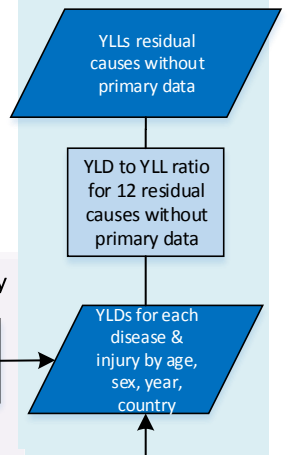 YLLs residual
causes without
primary data
YLD to YLL ratio
for 12 residual
causes without
primary data
y
YLDs for each
disease &
injury by age,
sex, year,
country